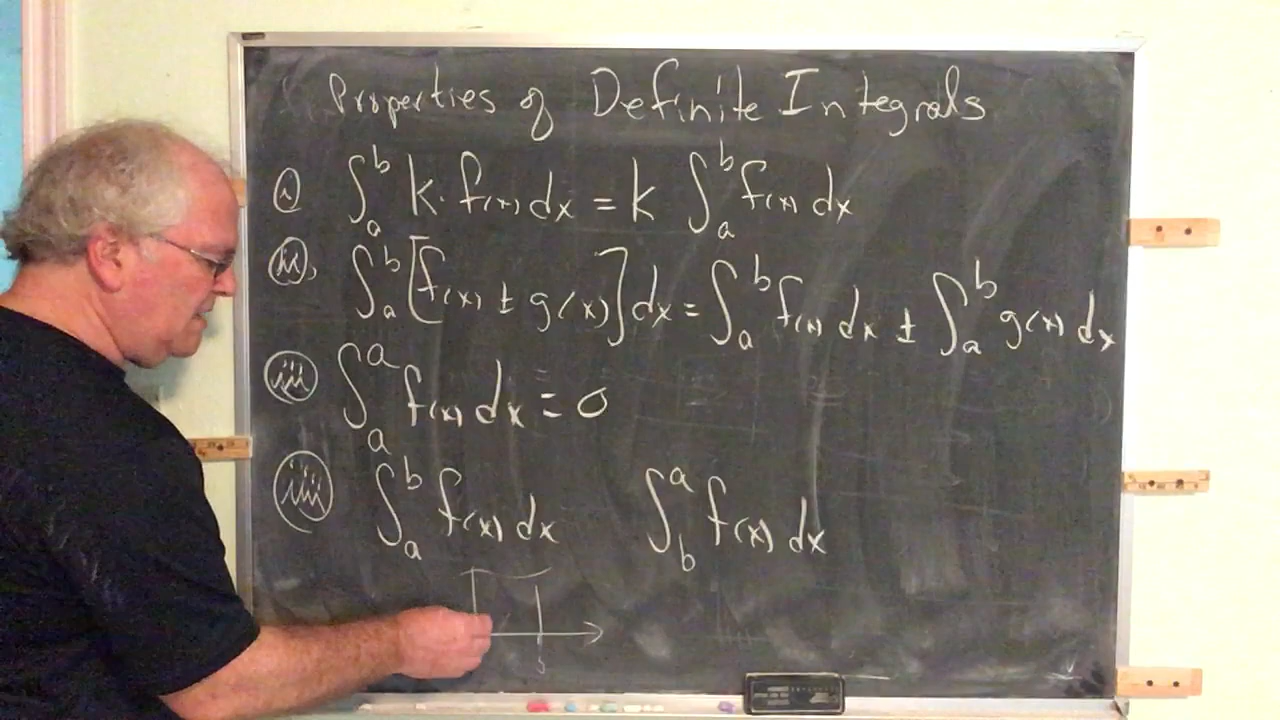 Properties of Definite Integrals
(i) ∫_a^b k·f(x) dx = k ∫_a^b f(x) dx
(ii). ∫_a^b [f(x) ± g(x)] dx = ∫_a^b f(x) dx ± ∫_a^b g(x) dx
(iii) ∫_a^a f(x) dx = 0
(iiii) ∫_a^b f(x) dx ∫_b^a f(x) dx